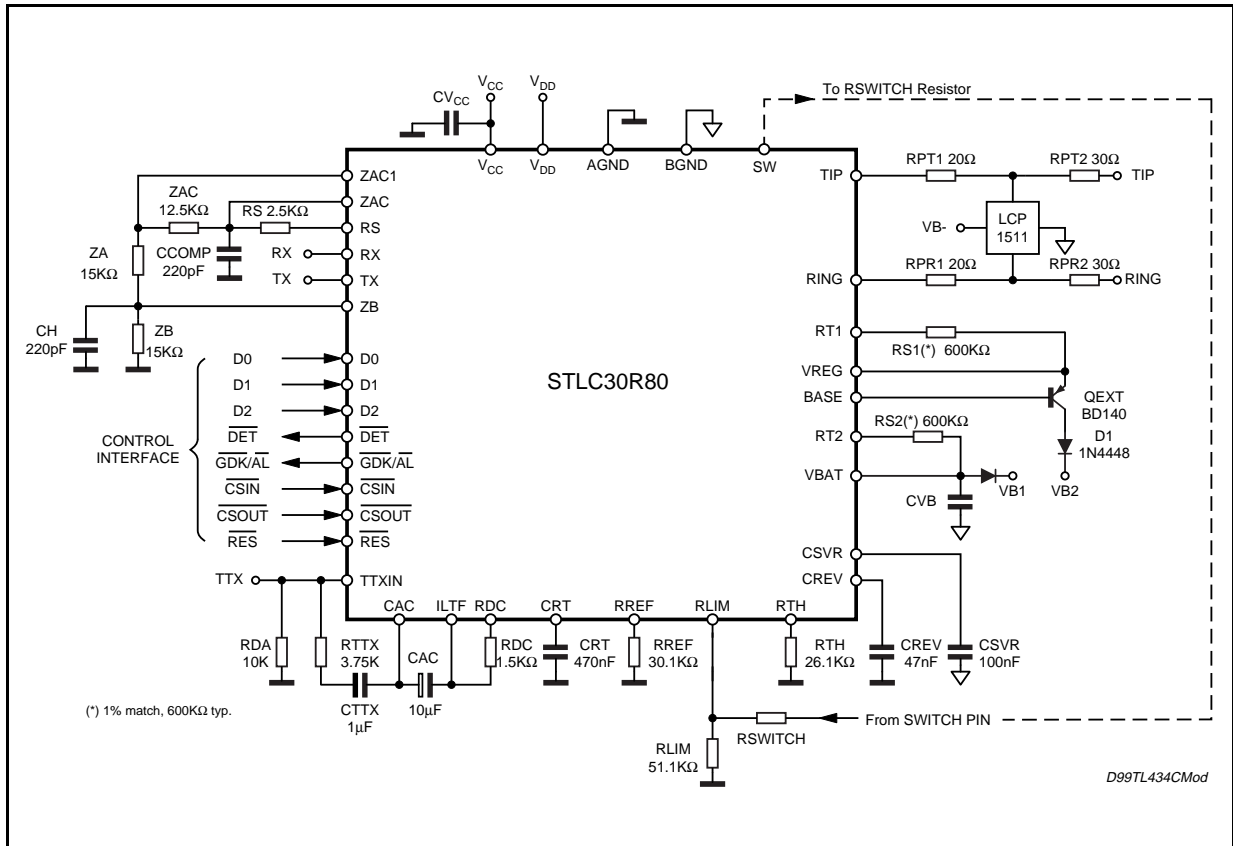 To RSWITCH Resistor
VCC
VDD
CVCC
VCC
VDD
AGND
BGND
SW
ZAC1
ZAC
RS
RX
TX
ZB
ZAC
12.5KΩ
RS 2.5KΩ
ZA
15KΩ
CCOMP
220pF
RX
TX
CH
220pF
ZB
15KΩ
CONTROL
INTERFACE
D0
D1
D2
DET
GDK/AL
CSIN
CSOUT
RES
D0
D1
D2
DET
GDK/AL
CSIN
CSOUT
RES
TTX
TTXIN
STLC30R80
TIP
RPT1 20Ω
RPT2 30Ω
TIP
VB-
LCP
1511
RING
RPR1 20Ω
RPR2 30Ω
RING
RT1
RS1(*) 600KΩ
VREG
BASE
QEXT
BD140
RT2
RS2(*) 600KΩ
D1
1N4448
VBAT
VB1
VB2
CVB
CSVR
CREV
CAC
ILTF
RDC
CRT
RREF
RLIM
RTH
RDA
10K
RTTX
3.75K
CAC
10µF
CTTX
1µF
RDC
1.5KΩ
CRT
470nF
RREF
30.1KΩ
RTH
26.1KΩ
CREV
47nF
CSVR
100nF
RSWITCH
From SWITCH PIN
RLIM
51.1KΩ
(*) 1% match, 600KΩ typ.
D99TL434CMod